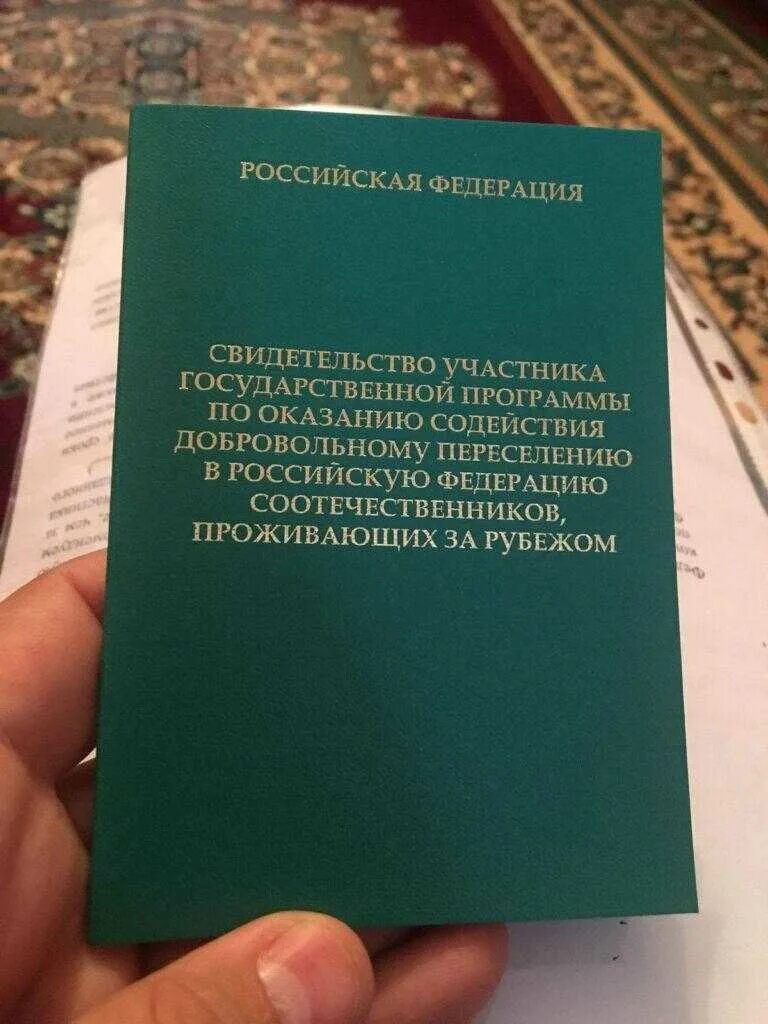 РОССИЙСКАЯ ФЕДЕРАЦИЯ
СВИДЕТЕЛЬСТВО УЧАСТНИКА
ГОСУДАРСТВЕННОЙ ПРОГРАММЫ
ПО ОКАЗАНИЮ СОДЕЙСТВИЯ
ДОБРОВОЛЬНОМУ ПЕРЕСЕЛЕНИЮ
В РОССИЙСКУЮ ФЕДЕРАЦИЮ
СООТЕЧЕСТВЕННИКОВ,
ПРОЖИВАЮЩИХ ЗА РУБЕЖОМ